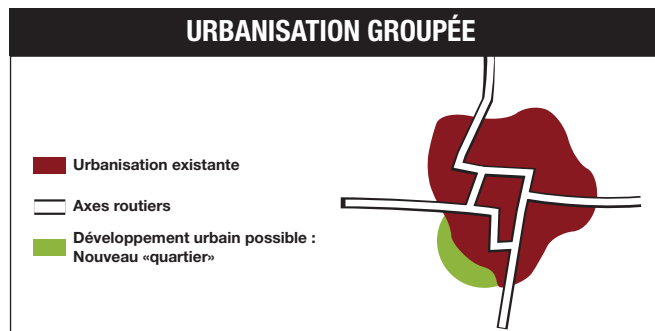 URBANISATION GROUPÉE
Urbanisation existante
Axes routiers
Développement urbain possible :
Nouveau «quartier»